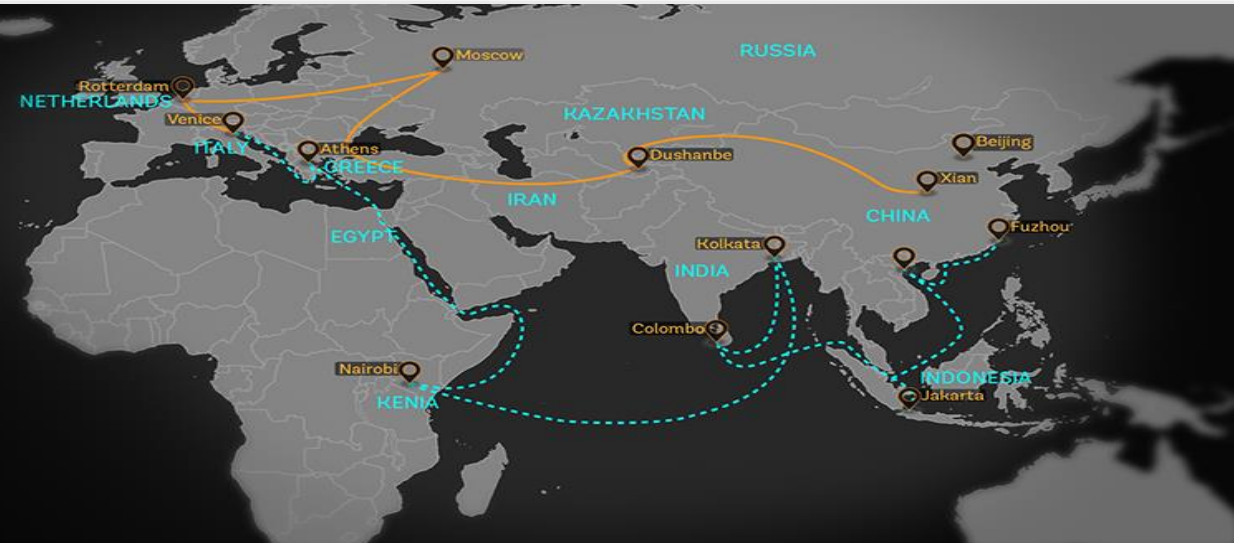 Moscow
RUSSIA
Rotterdam
NETHERLANDS
KAZAKHSTAN
Venice
ITALY
Athens
GREECE
Beijing
Dushanbe
Xian
IRAN
CHINA
EGYPT
Fuzhou
Kolkata
INDIA
Colombo
Nairobi
INDONESIA
Jakarta
KENIA